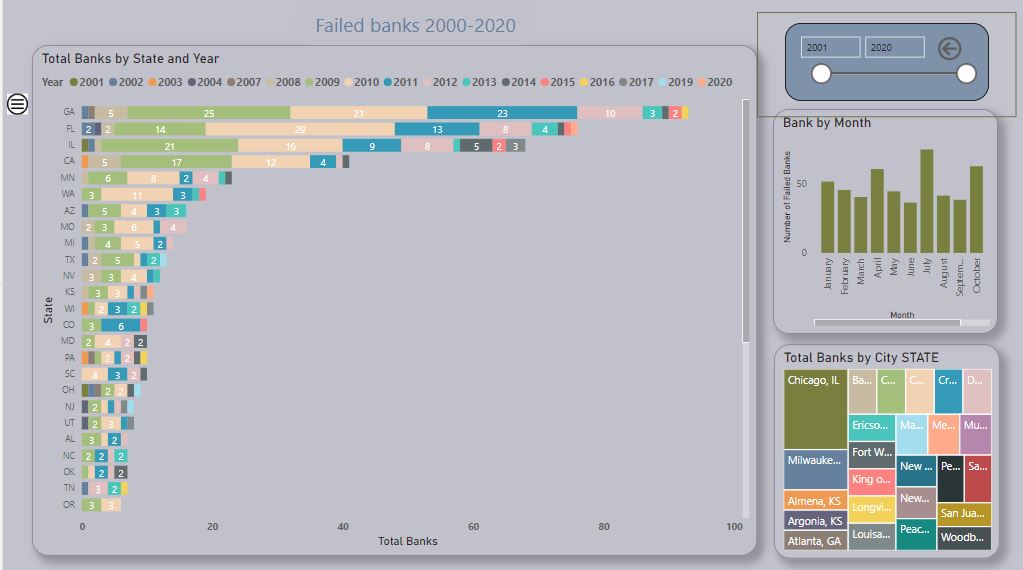 Failed banks 2000-2020
Total Banks by State and Year
Year 2001 2002 2003 2004 2007 2008 2009 2010 2011 2012 2013 2014 2015 2016 2017 2019 2020
GA 5 25 21 23 10 3 2
FL 2 2 14 29 13 8 4
IL 2 21 16 9 8 5 2 3
CA 5 17 12 4
MN 6 8 2 4
WA 3 11 3
AZ 5 4 3 3
MO 2 3 6 4
MI 4 5 2
TX 2 5 2
NV 3 3 4
KS 3 3
WI 2 3 2
CO 3 6
MD 2 4 2 2
PA 2 2
SC 4 3 2
OH 2 2
NJ 2
UT 2 3
AL 3 2
NC 2 2 2
OK 2 2
TN 3 2
OR 3 3
State
0 20 40 60 80 100
Total Banks
2001 2020
Bank by Month
Number of Failed Banks
50
0
January February March April May June July August Septem... October
Month
Total Banks by City STATE
Chicago, IL Ba... C... C... Cr... D...
Ericso... Ma... Me... Mu...
Milwauke... Fort W... New ... Pe... Sa...
King o...
Almena, KS Longvi... New...
Argonia, KS San Jua...
Atlanta, GA Louisa... Peac... Woodb...